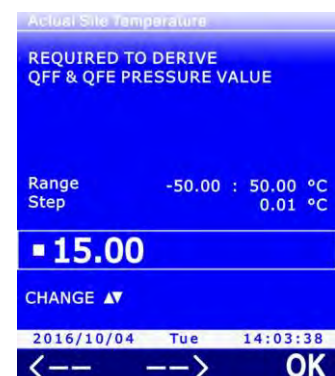 Actual Site Temperature
REQUIRED TO DERIVE
QFF & QFE PRESSURE VALUE
Range -50.00 : 50.00 °C
Step 0.01 °C
▪15.00
CHANGE ▲▼
2016/10/04 Tue 14:03:38
<-- --> OK